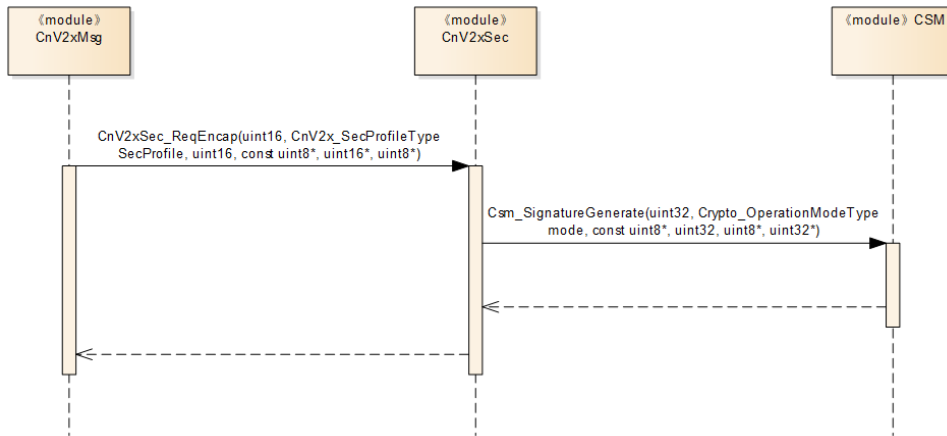 《module》
CnV2xMsg
《module》
CnV2xSec
《module》 CSM
CnV2xSec_ReqEncap(uint16, CnV2x_SecProfileType
SecProfile, uint16, const uint8*, uint16*, uint8*)
Csm_SignatureGenerate(uint32, Crypto_OperationModeType
mode, const uint8*, uint32, uint8*, uint32*)